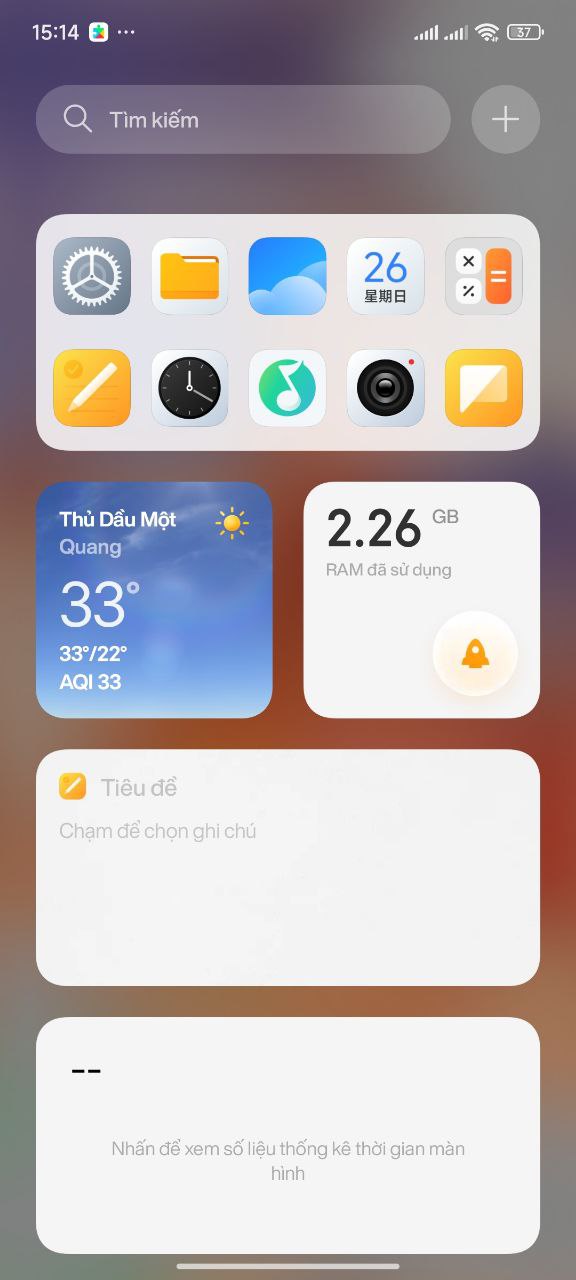 15:14
37
Tìm kiếm
26
星期日
Thủ Dầu Một
Quang
33°
33°/22°
AQI 33
2.26 GB
RAM đã sử dụng
Tiêu đề
Chạm để chọn ghi chú
--
Nhấn để xem số liệu thống kê thời gian màn
hình